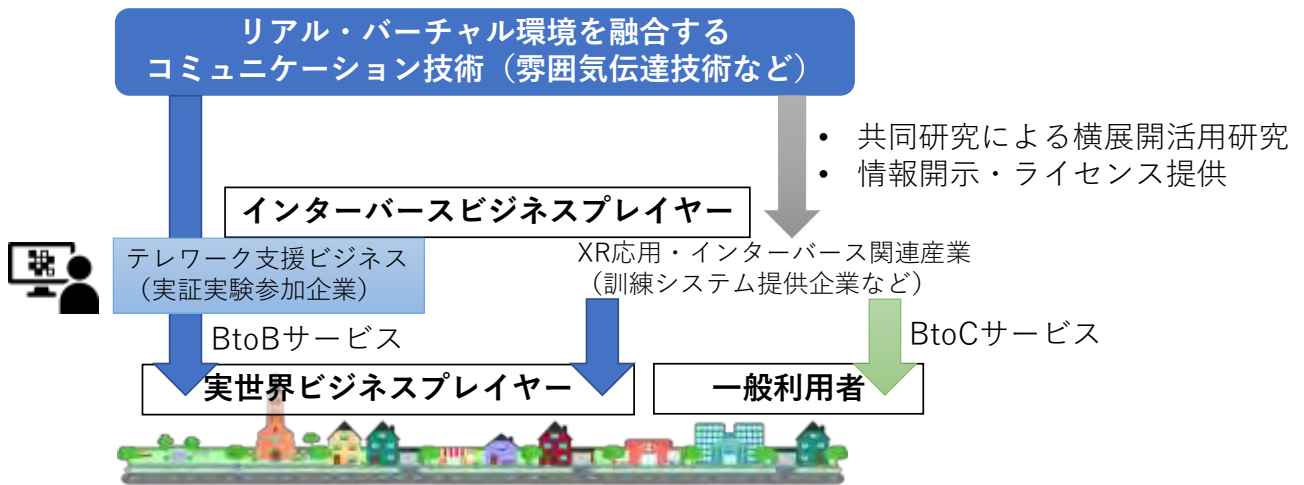 リアル・バーチャル環境を融合する
コミュニケーション技術（雰囲気伝達技術など）
• 共同研究による横展開活用研究
• 情報開示・ライセンス提供
インターバースビジネスプレイヤー
テレワーク支援ビジネス
（実証実験参加企業）
XR応用・インターバース関連産業
（訓練システム提供企業など）
BtoBサービス
BtoCサービス
実世界ビジネスプレイヤー
一般利用者